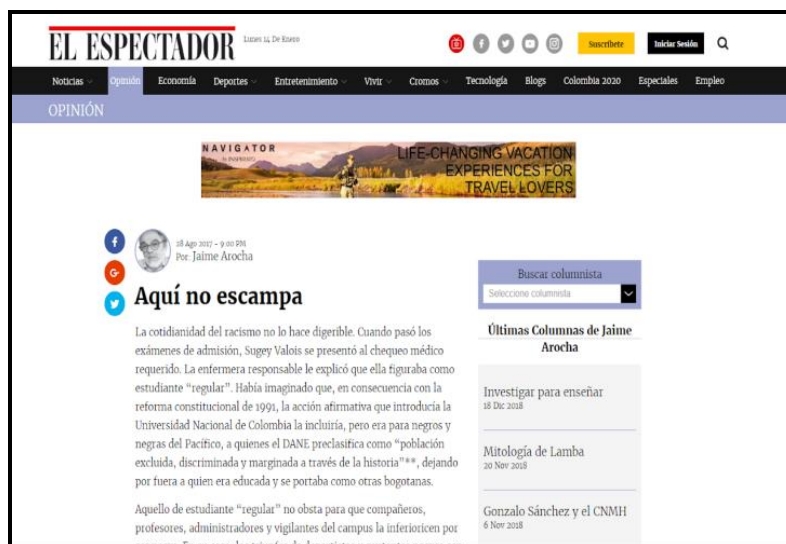 EL ESPECTADOR
Lunes 14 De Enero
Suscríbete
Iniciar Sesión
Noticias
Opinión
Economía
Deportes
Entretenimiento
Vivir
Cromos
Tecnología
Blogs
Colombia 2020
Especiales
Empleo
OPINIÓN
NAVIGATOR
LIFE-CHANGING VACATION
EXPERIENCES FOR
TRAVEL LOVERS
28 Ago 2017 - 9:00 PM
Por: Jaime Arocha
Aquí no escampa
La cotidianidad del racismo no lo hace digerible. Cuando pasó los
exámenes de admisión, Sugey Valois se presentó al chequeo médico
requerido. La enfermera responsable le explicó que ella figuraba como
estudiante “regular”. Había imaginado que, en consecuencia con la
reforma constitucional de 1991, la acción afirmativa que introducía la
Universidad Nacional de Colombia la incluiría, pero era para negros y
negras del Pacífico, a quienes el DANE preclasifica como “población
excluida, discriminada y marginada a través de la historia”**, dejando
por fuera a quien era educada y se portaba como otras bogotanas.
Aquello de estudiante “regular” no obsta para que compañeros,
profesores, administradores y vigilantes del campus la inferioricen por
Buscar columnista
Seleccione columnista
Últimas Columnas de Jaime
Arocha
Investigar para enseñar
18 Dic 2018
Mitología de Lamba
20 Nov 2018
Gonzalo Sánchez y el CNMH
6 Nov 2018